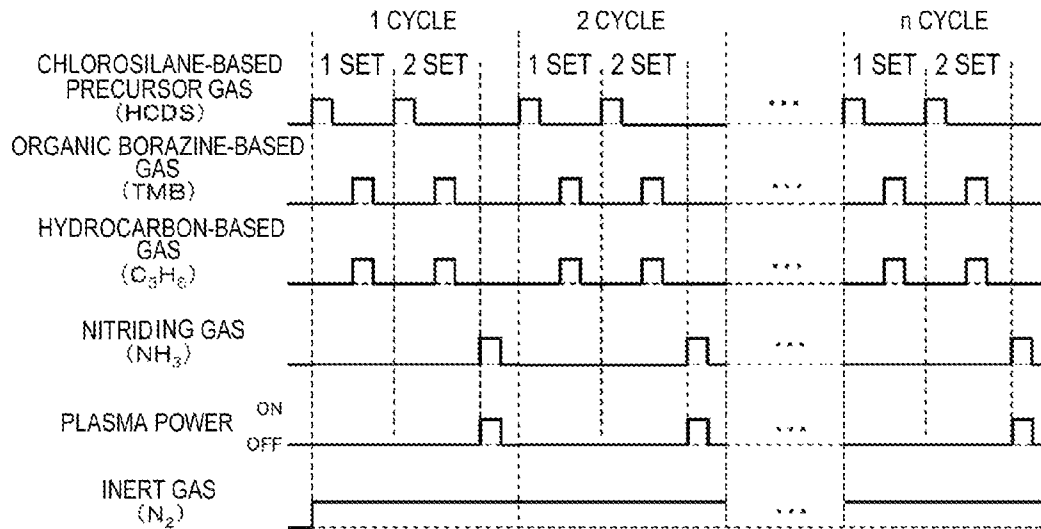 1 CYCLE 2 CYCLE n CYCLE
CHLOROSILANE-BASED PRECURSOR GAS (HCDS)
1 SET 2 SET 1 SET 2 SET 1 SET 2 SET
ORGANIC BORAZINE-BASED GAS (TMB)
HYDROCARBON-BASED GAS (C3H6)
NITRIDING GAS (NH3)
PLASMA POWER ON OFF
INERT GAS (N2)